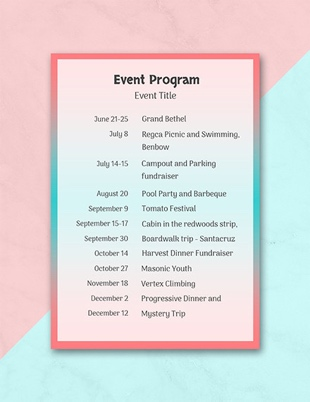 Event Program
Event Title
June 21-25 Grand Bethel
July 8 Regca Picnic and Swimming,
Benbow
July 14-15 Campout and Parking
fundraiser
August 20 Pool Party and Barbeque
September 9 Tomato Festival
September 15-17 Cabin in the redwoods strip,
September 30 Boardwalk trip - Santacruz
October 14 Harvest Dinner Fundraiser
October 27 Masonic Youth
November 18 Vertex Climbing
December 2 Progressive Dinner and
December 12 Mystery Trip